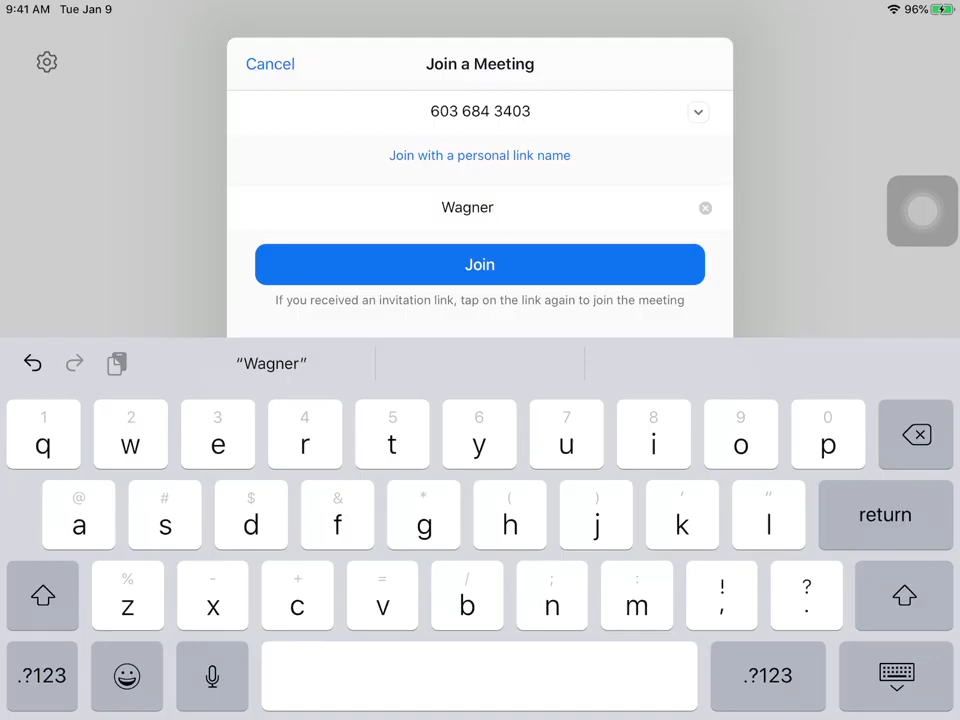 9:41 AM Tue Jan 9 96%
Cancel Join a Meeting
603 684 3403
Join with a personal link name
Wagner
Join
If you received an invitation link, tap on the link again to join the meeting
“Wagner”
1 2 3 4 5 6 7 8 9 0
q w e r t y u i o p
@ # $ & * ( ) ' "
a s d f g h j k l return
% - + = / ; : ! ?
z x c v b n m , .
.?123 .?123